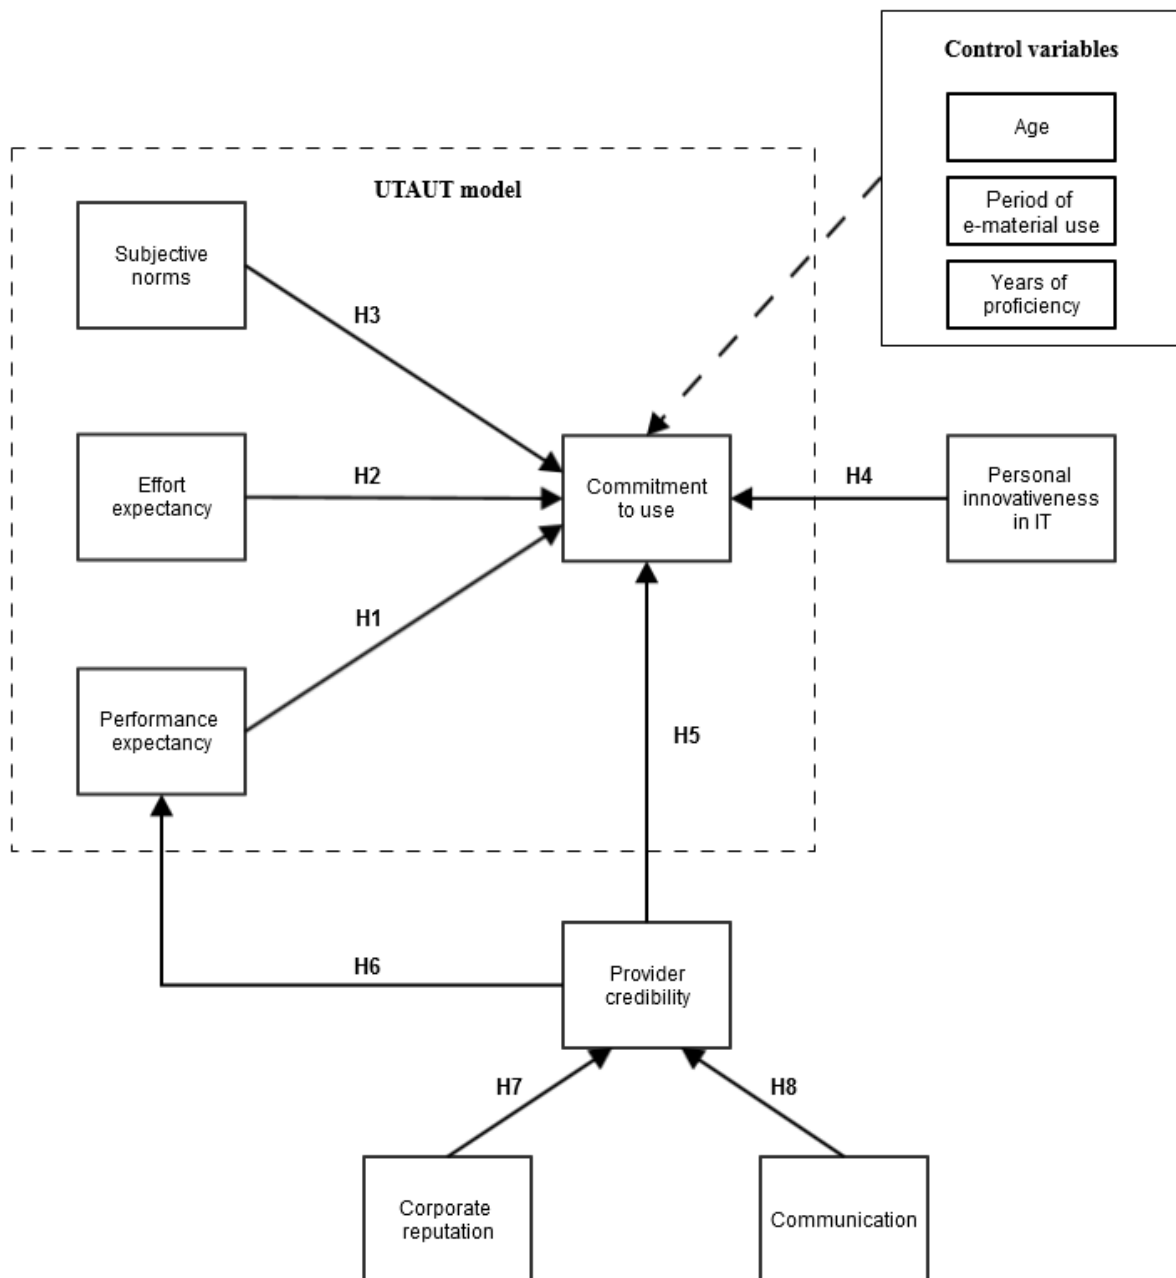 Control variables
Age
Period of
e-material use
Years of
proficiency
UTAUT model
Subjective
norms
H3
Effort
expectancy
H2
Commitment
to use
H4
Personal
innovativeness
in IT
H1
Performance
expectancy
H5
H6
Provider
credibility
H7
H8
Corporate
reputation
Communication